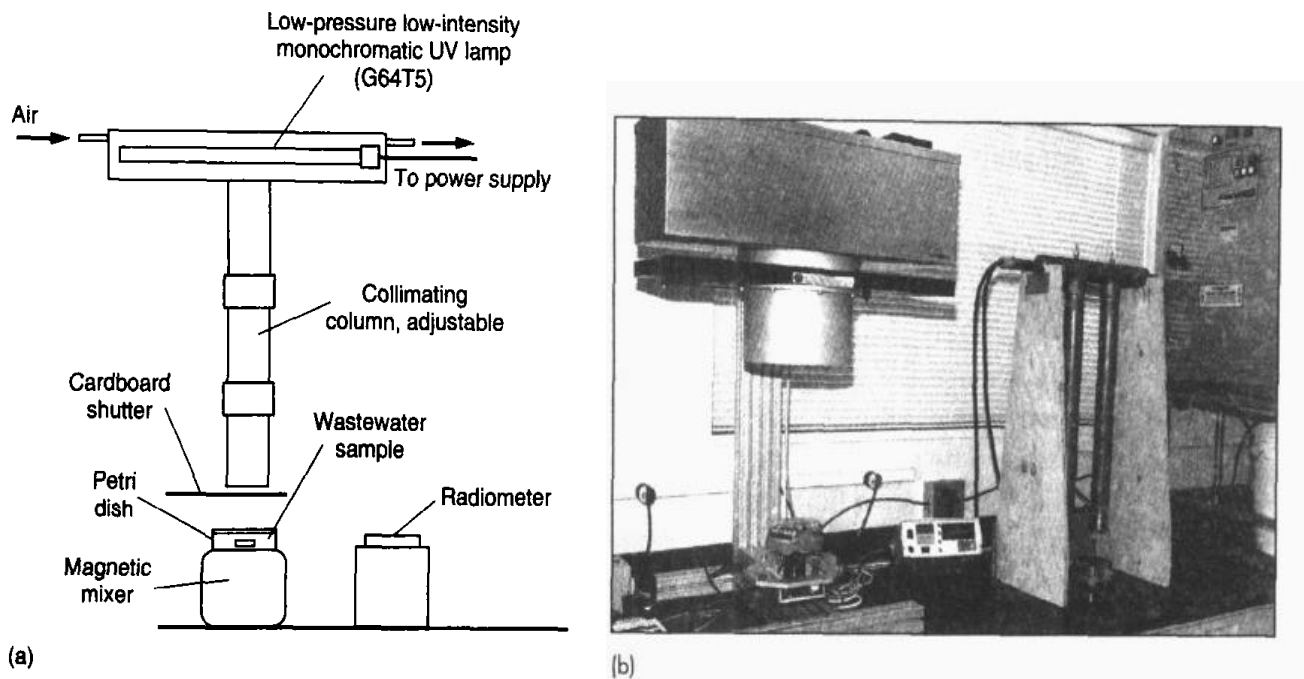 Low-pressure low-intensity
monochromatic UV lamp
(G64T5)
Air
To power supply
Collimating
column, adjustable
Cardboard
shutter
Wastewater
sample
Petri
dish
Radiometer
Magnetic
mixer
(a)
(b)